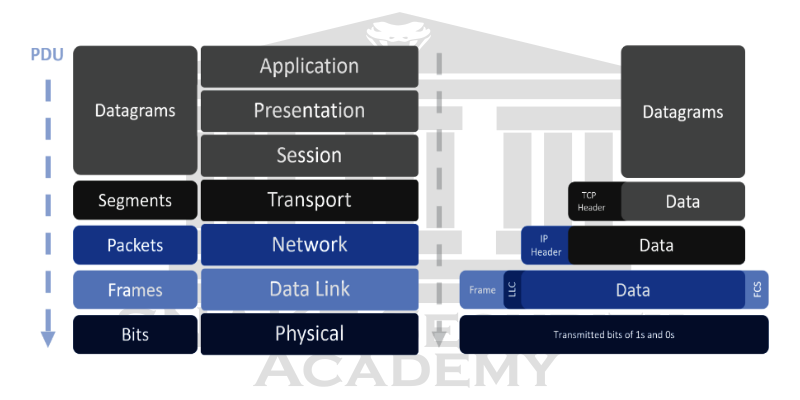 PDU
Datagrams
Application
Presentation
Session
Datagrams
Segments
Transport
TCP
Header
Data
Packets
Network
IP
Header
Data
Frames
Data Link
Frame
LLC
Data
FCS
Bits
Physical
Transmitted bits of 1s and 0s
ACADEMY